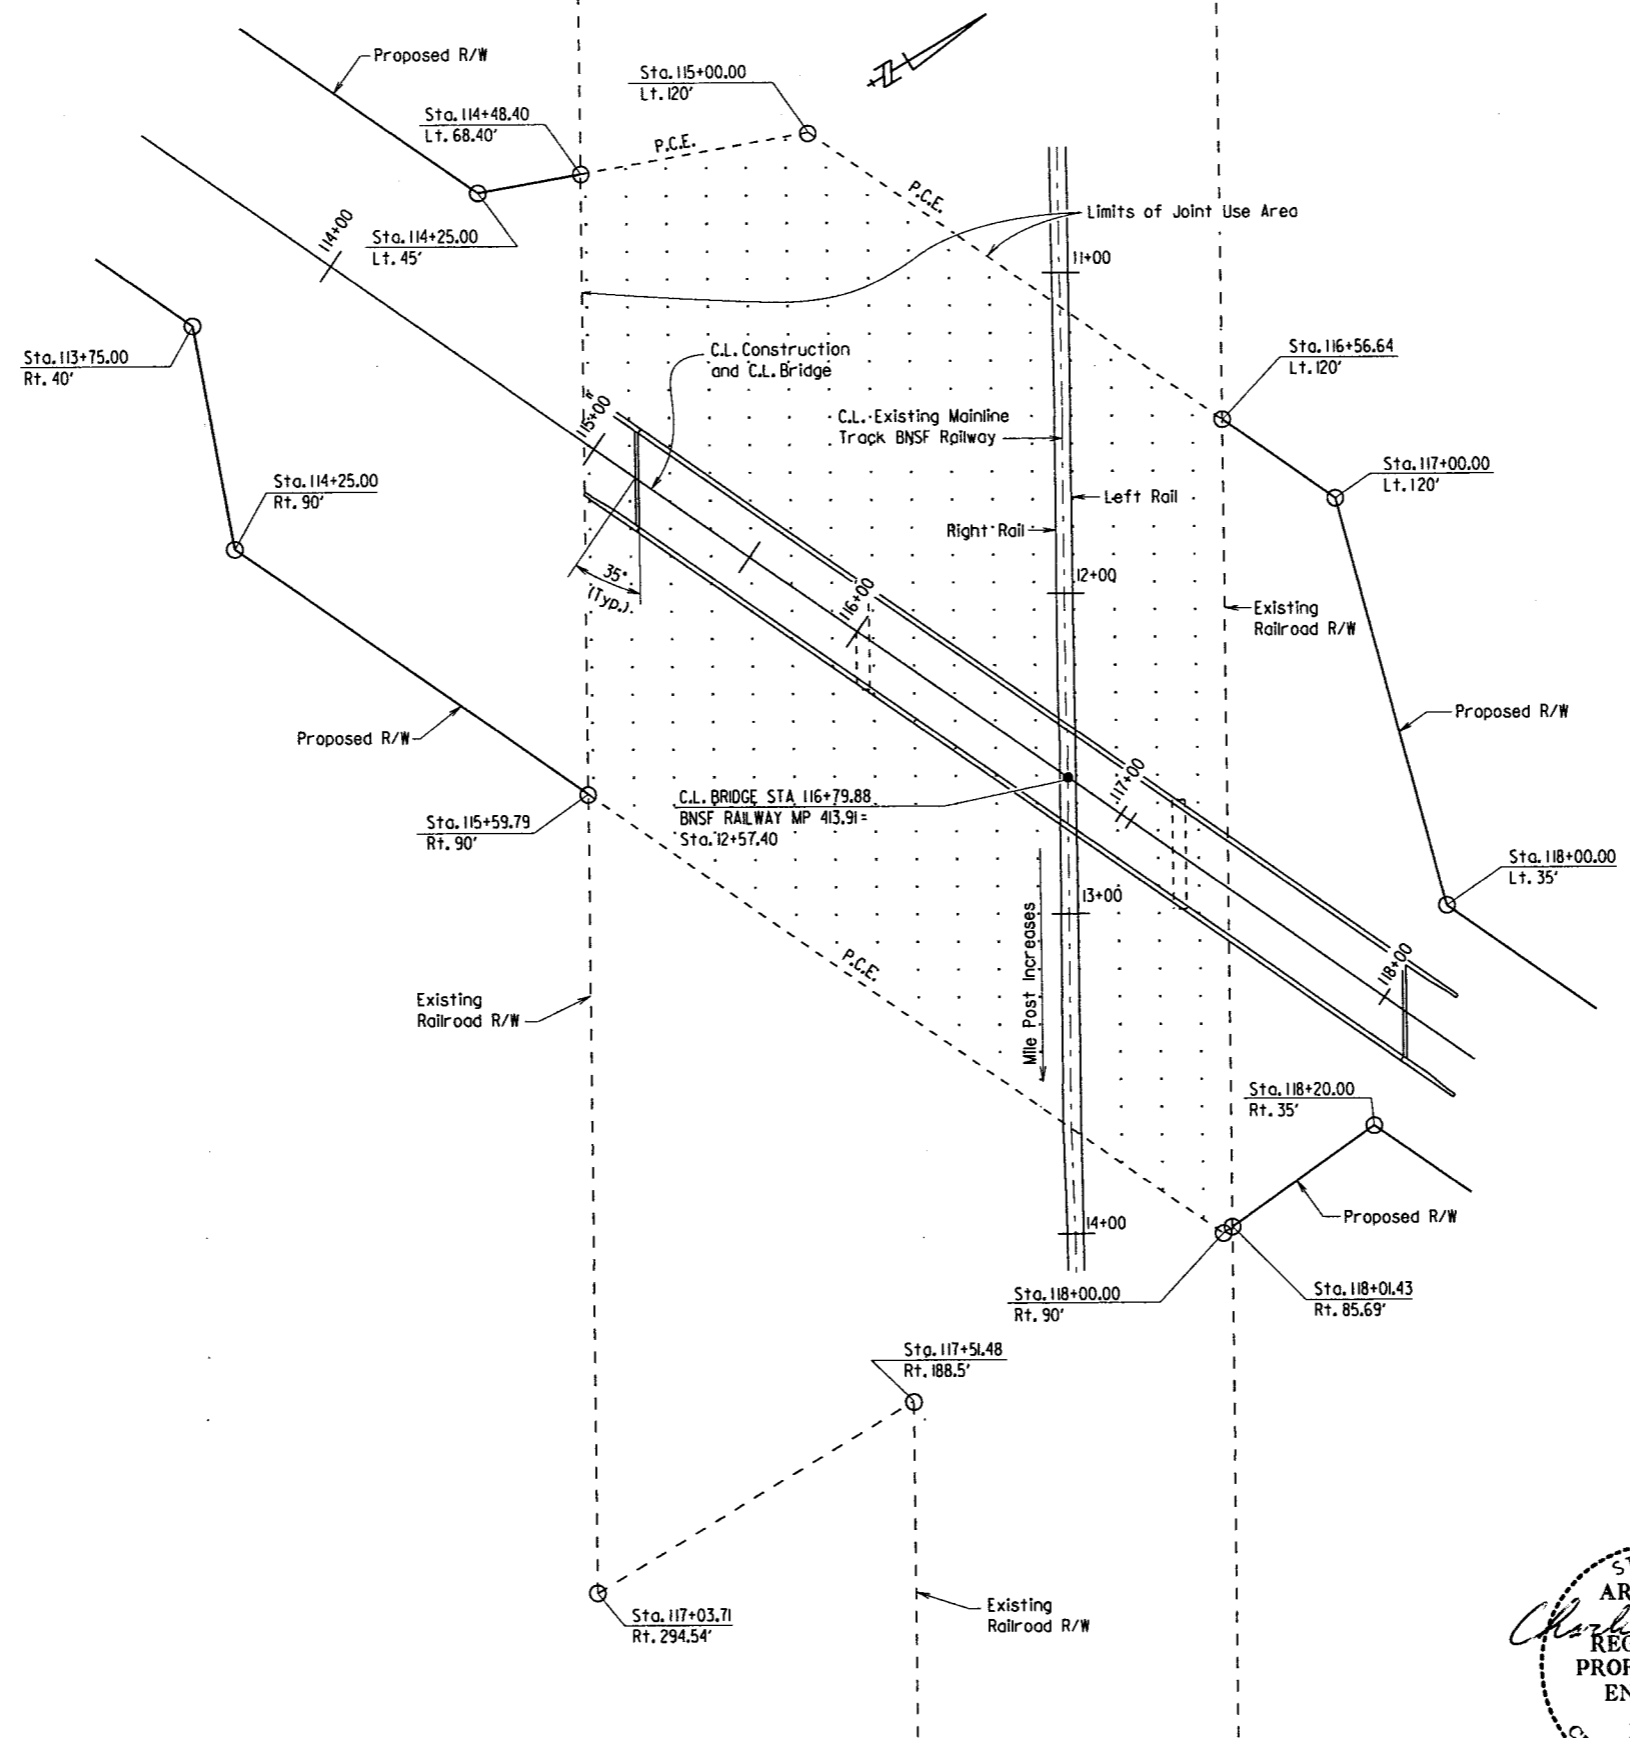 Proposed R/W
Sta. 115+00.00
Lt. 120'
Sta. 114+48.40
Lt. 68.40'
P.C.E.
P.C.E.
Limits of Joint Use Area
114+00
Sta. 114+25.00
Lt. 45'
11+00
Sta. 113+75.00
Rt. 40'
C.L. Construction
and C.L. Bridge
Sta. 116+56.64
Lt. 120'
115+00
C.L. Existing Mainline
Track BNSF Railway
Sta. 117+00.00
Lt. 120'
Sta. 114+25.00
Rt. 90'
Left Rail
Right Rail
35°
(Typ.)
12+00
116+00
Existing
Railroad R/W
Proposed R/W
Proposed R/W
117+00
C.L. BRIDGE STA 116+79.88
BNSF RAILWAY MP 413.91 =
Sta. 12+57.40
Sta. 115+59.79
Rt. 90'
Sta. 118+00.00
Lt. 35'
13+00
P.C.E.
Mile Post Increases
118+00
Existing
Railroad R/W
Sta. 118+20.00
Rt. 35'
Proposed R/W
14+00
Sta. 118+00.00
Rt. 90'
Sta. 118+01.43
Rt. 85.69'
Sta. 117+51.48
Rt. 188.5'
Sta. 117+03.71
Rt. 294.54'
Existing
Railroad R/W